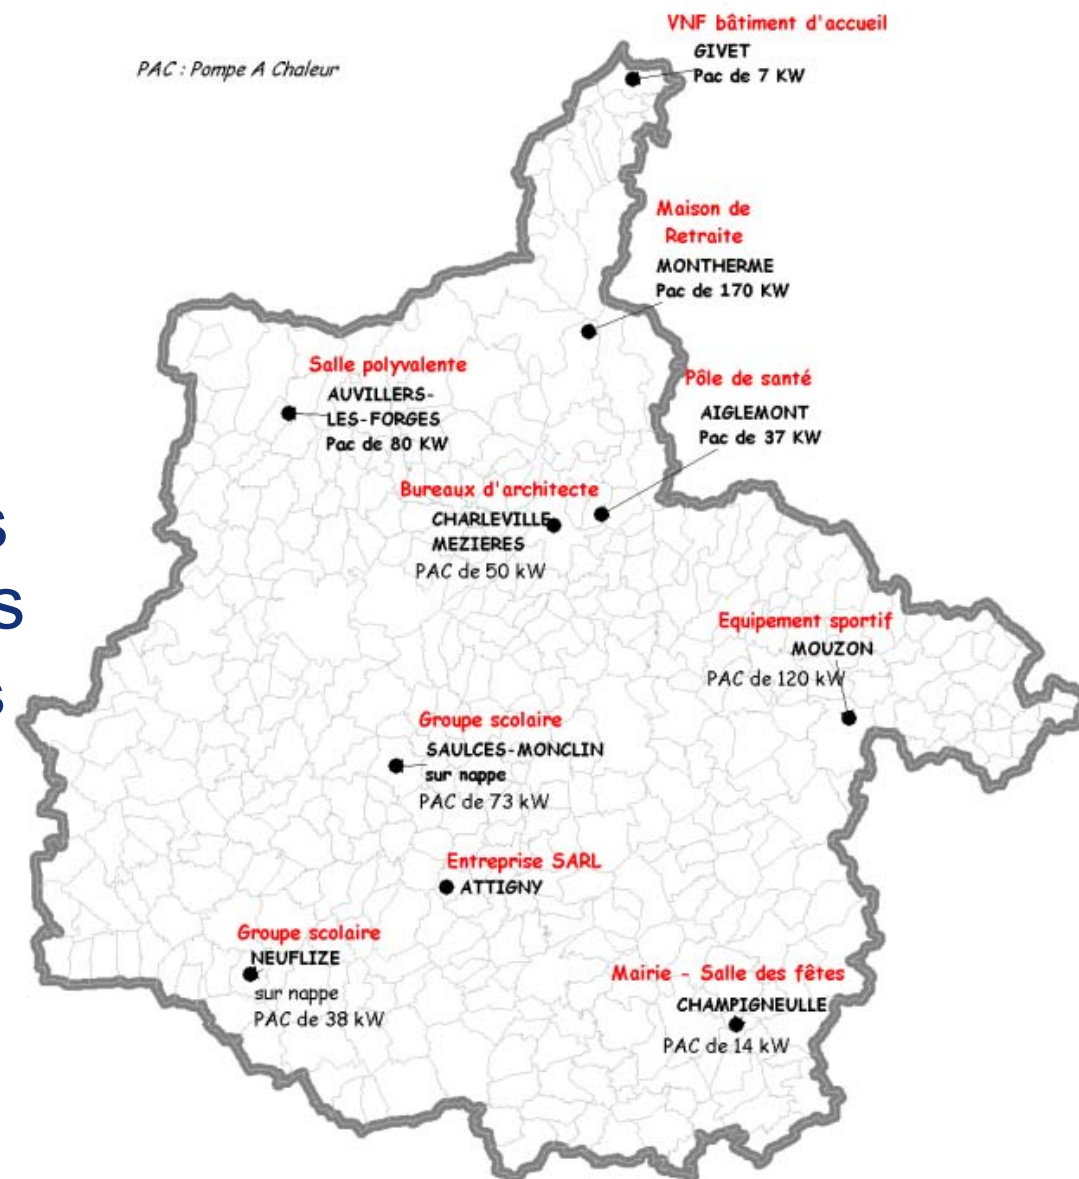 VNF bâtiment d'accueil
GIVET
Pac de 7 KW
PAC : Pompe A Chaleur
Maison de
Retraite
MONTHERME
Pac de 170 KW
Salle polyvalente
AUVILLERS-
LES-FORGES
Pac de 80 KW
Pôle de santé
AIGLEMONT
Pac de 37 KW
Bureaux d'architecte
CHARLEVILLE
MEZIERES
PAC de 50 kW
s
s
s
Equipement sportif
MOUZON
PAC de 120 kW
Groupe scolaire
SAULCES-MONCLIN
sur nappe
PAC de 73 kW
Entreprise SARL
ATTIGNY
Groupe scolaire
NEUFLIZE
sur nappe
PAC de 38 kW
Mairie - Salle des fêtes
CHAMPIGNEULLE
PAC de 14 kW